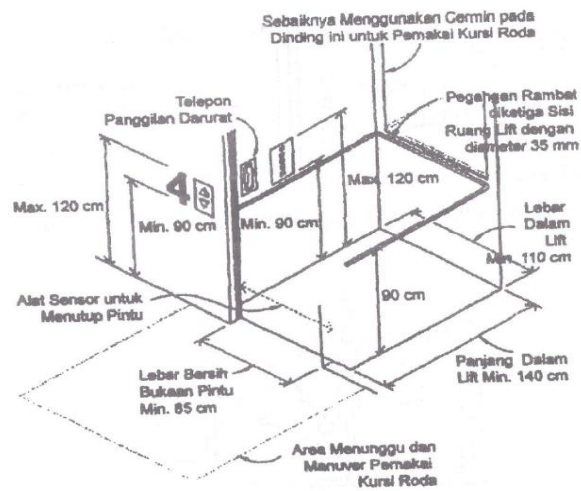 Sebaiknya Menggunakan Cermin pada
Dinding ini untuk Pemakai Kursi Roda
Telepon
Panggilan Darurat
Pegangan Rambat
diketiga Sisi
Ruang Lift dengan
diameter 35 mm
4
Max. 120 cm
Min. 90 cm
Min. 90 cm
Max. 120 cm
Lebar
Dalam
Lift
Min. 110 cm
Alat Sensor untuk
Menutup Pintu
90 cm
Lebar Bersih
Bukaan Pintu
Min. 85 cm
Panjang Dalam
Lift Min. 140 cm
Area Menunggu dan
Manuver Pemakai
Kursi Roda